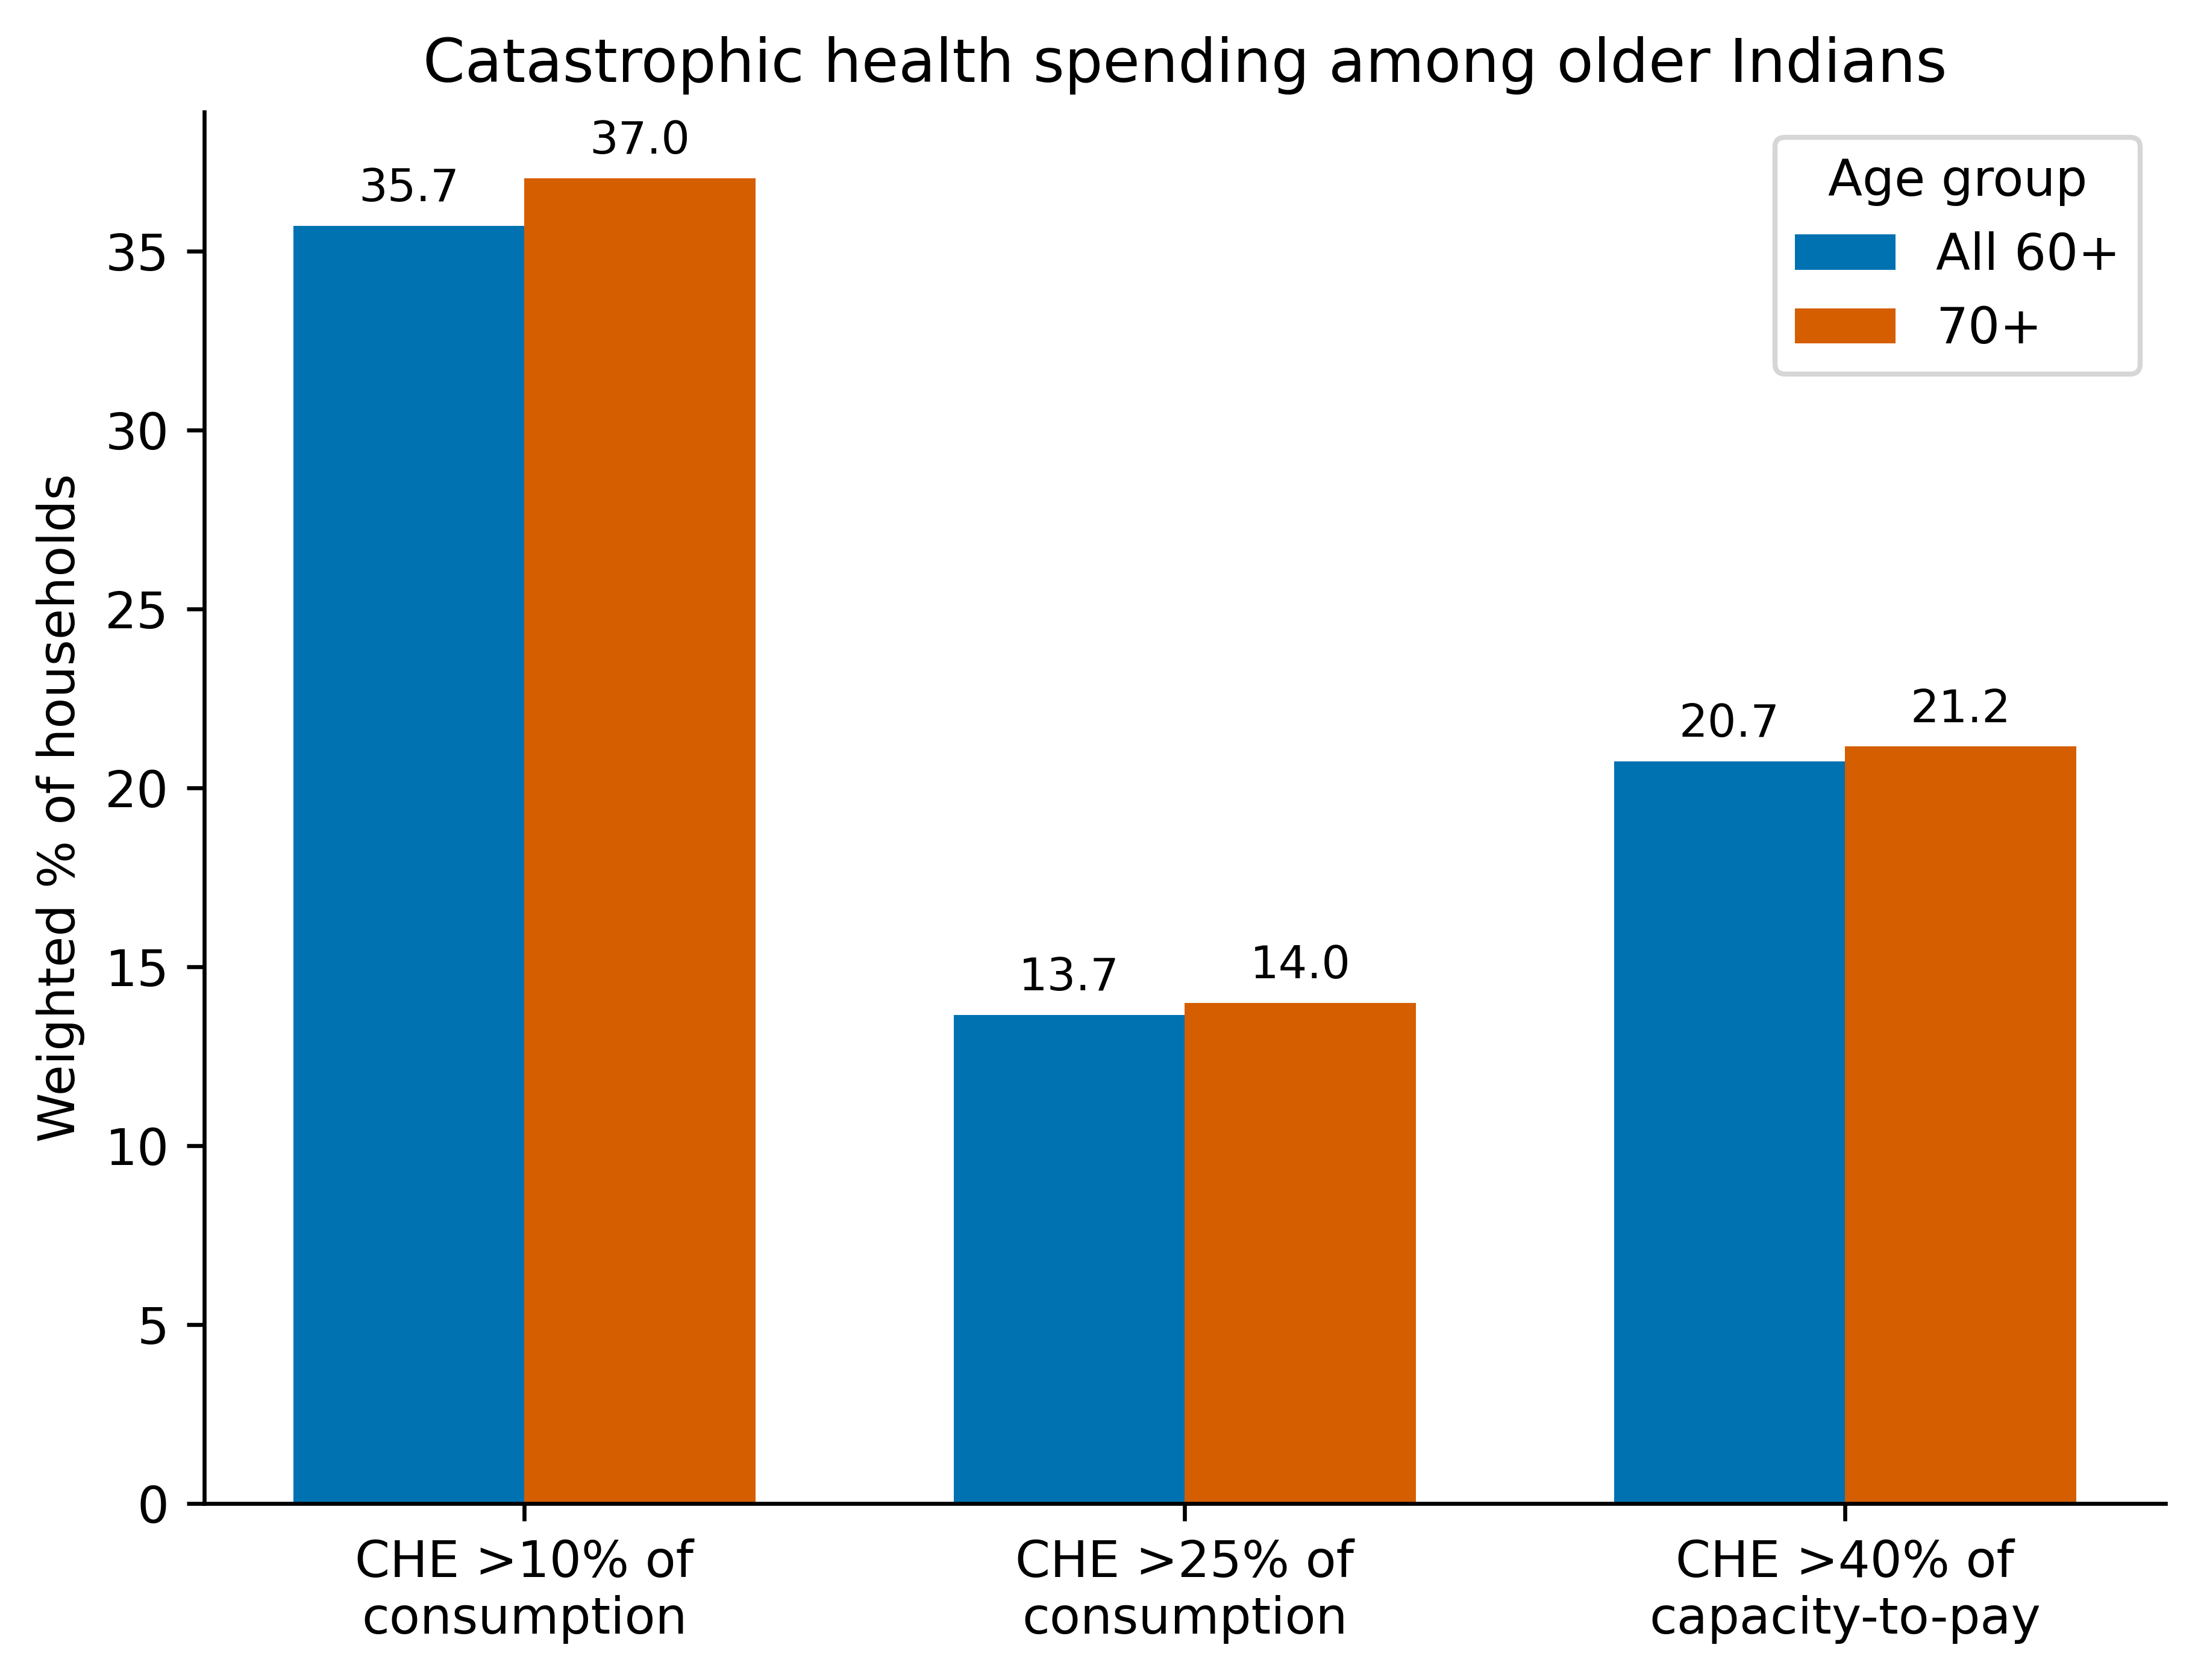 Catastrophic health spending among older Indians
Weighted % of households
35
30
25
20
15
10
5
0
35.7
37.0
13.7
14.0
20.7
21.2
Age group
All 60+
70+
CHE >10% of
consumption
CHE >25% of
consumption
CHE >40% of
capacity-to-pay